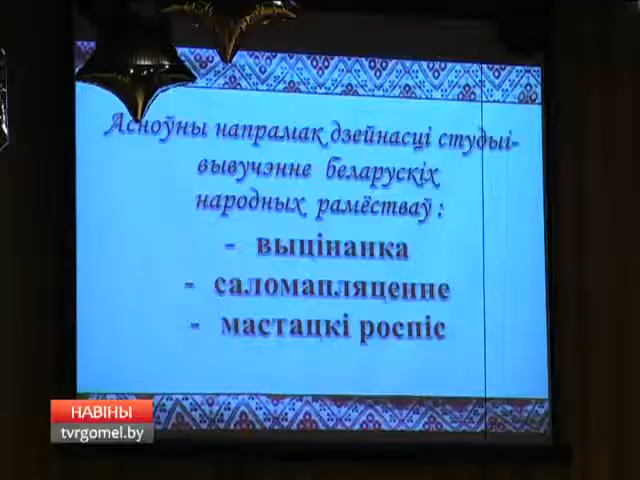 Асноўны напрамак дзейнасці студыі-
вывучэнне беларускіх
народных рамёстваў :
- выцінанка
- саломапляценне
- мастацкі роспіс
НАВІНЫ
tvrgomel.by